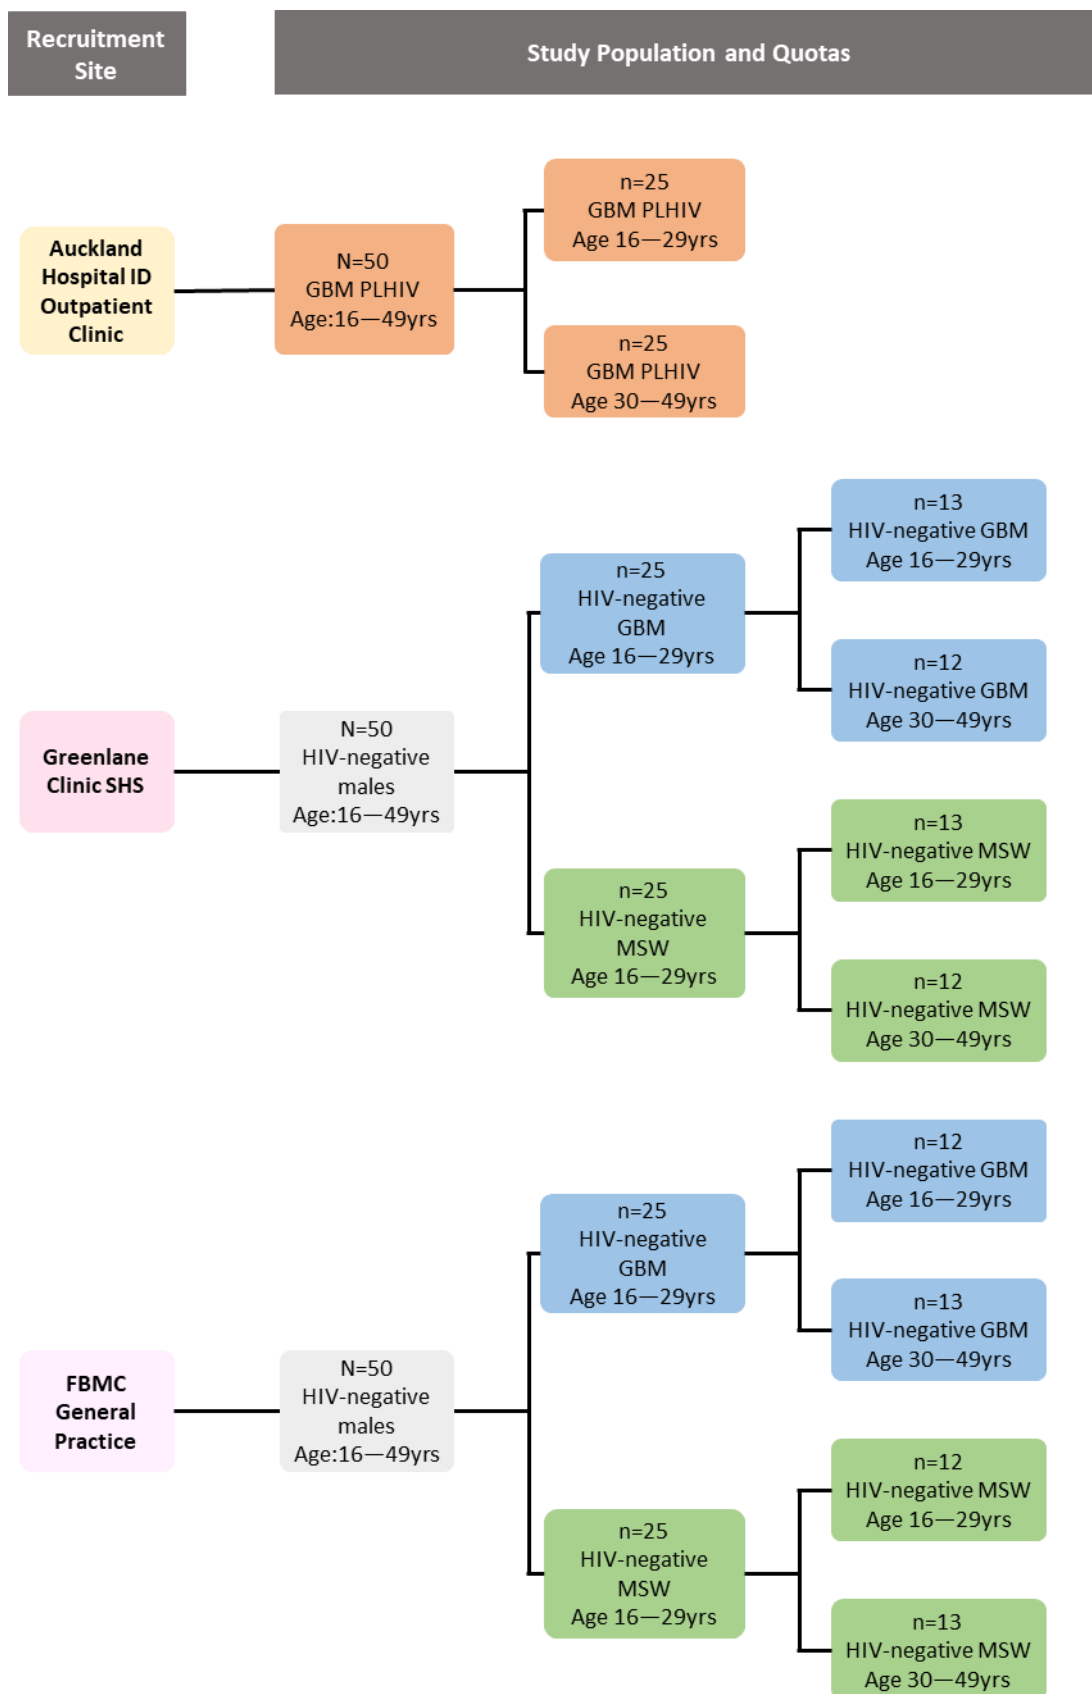 Recruitment
Site
Study Population and Quotas
Auckland
Hospital ID
Outpatient
Clinic
N=50
GBM PLHIV
Age:16—49yrs
n=25
GBM PLHIV
Age 16—29yrs
n=25
GBM PLHIV
Age 30—49yrs
Greenlane
Clinic SHS
N=50
HIV-negative
males
Age:16—49yrs
n=25
HIV-negative
GBM
Age 16—29yrs
n=13
HIV-negative GBM
Age 16—29yrs
n=12
HIV-negative GBM
Age 30—49yrs
n=25
HIV-negative
MSW
Age 16—29yrs
n=13
HIV-negative MSW
Age 16—29yrs
n=12
HIV-negative MSW
Age 30—49yrs
FBMC
General
Practice
N=50
HIV-negative
males
Age:16—49yrs
n=25
HIV-negative
GBM
Age 16—29yrs
n=12
HIV-negative GBM
Age 16—29yrs
n=13
HIV-negative GBM
Age 30—49yrs
n=25
HIV-negative
MSW
Age 16—29yrs
n=12
HIV-negative MSW
Age 16—29yrs
n=13
HIV-negative MSW
Age 30—49yrs